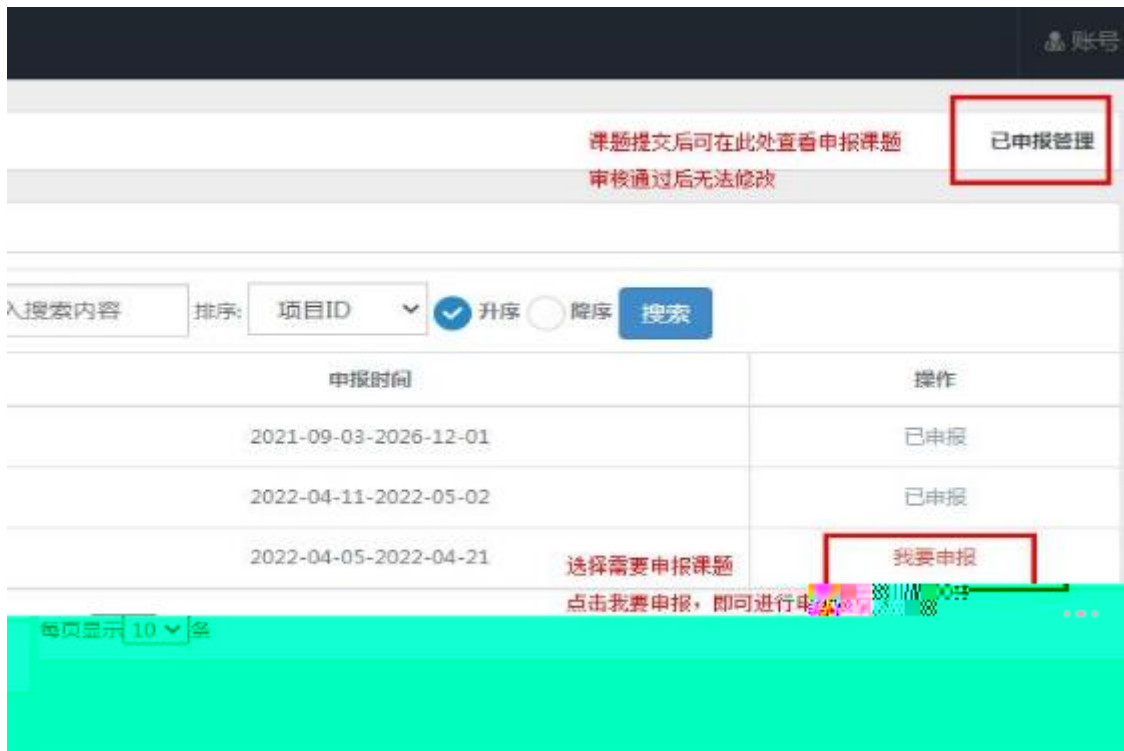 账号
课题提交后可在此处查看申报课题
已申报管理
审核通过后无法修改
入搜索内容 排序: 项目ID 升序 降序 搜索
申报时间 操作
2021-09-03-2026-12-01 已申报
2022-04-11-2022-05-02 已申报
2022-04-05-2022-04-21 选择需要申报课题 我要申报
点击我要申报，即可进行申
每页显示 10 条